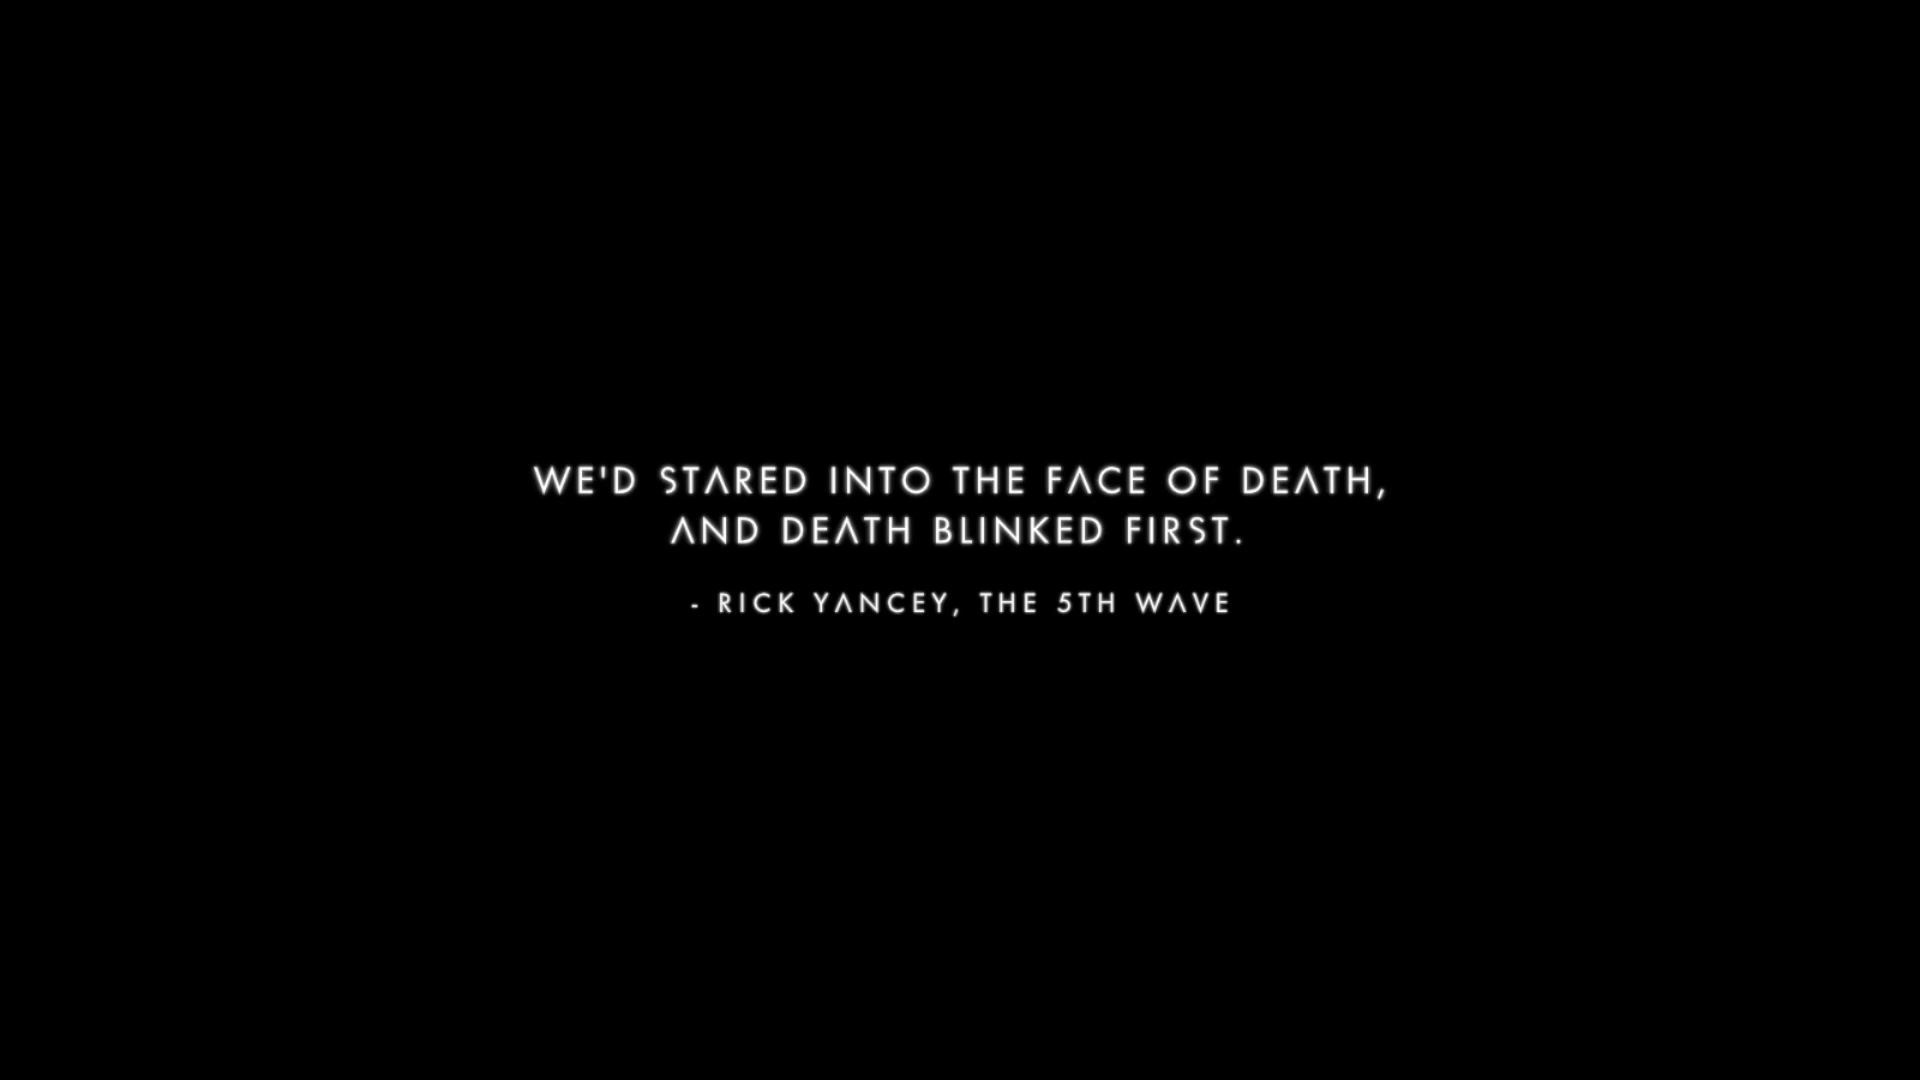 WE'D STARED INTO THE FACE OF DEATH,
AND DEATH BLINKED FIRST.
- RICK YANCEY, THE 5TH WAVE